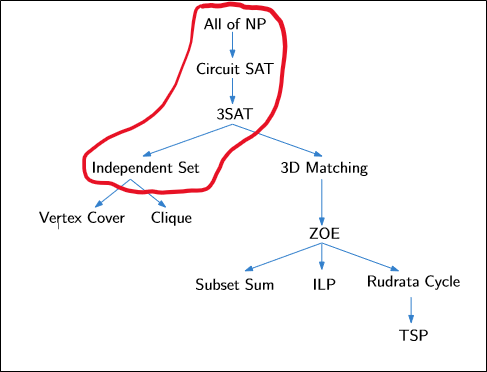 All of NP
Circuit SAT
3SAT
Independent Set
3D Matching
Vertex Cover
Clique
ZOE
Subset Sum
ILP
Rudrata Cycle
TSP